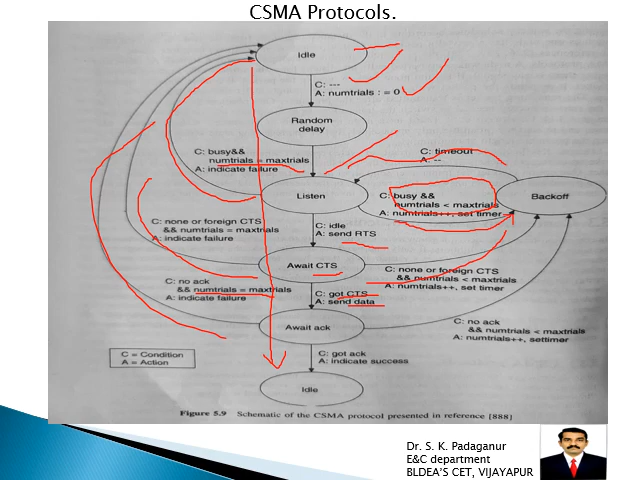 CSMA Protocols.
Idle
C: ---
A: numtrials : = 0
Random
delay
C: busy&&
numtrials = maxtrials
A: indicate failure
C: timeout
A: --
Listen
C: busy &&
numtrials < maxtrials
A: numtrials++, set timer
Backoff
C: idle
A: send RTS
C: none or foreign CTS
&& numtrials = maxtrials
A: indicate failure
Await CTS
C: none or foreign CTS
&& numtrials < maxtrials
A: numtrials++, set timer
C: no ack
&& numtrials = maxtrials
A: indicate failure
C: got CTS
A: send data
Await ack
C: no ack
&& numtrials < maxtrials
A: numtrials++, settimer
C = Condition
A = Action
C: got ack
A: indicate success
Idle
Figure 5.9 Schematic of the CSMA protocol presented in reference [888]
Dr. S. K. Padaganur
E&C department
BLDEA'S CET, VIJAYAPUR